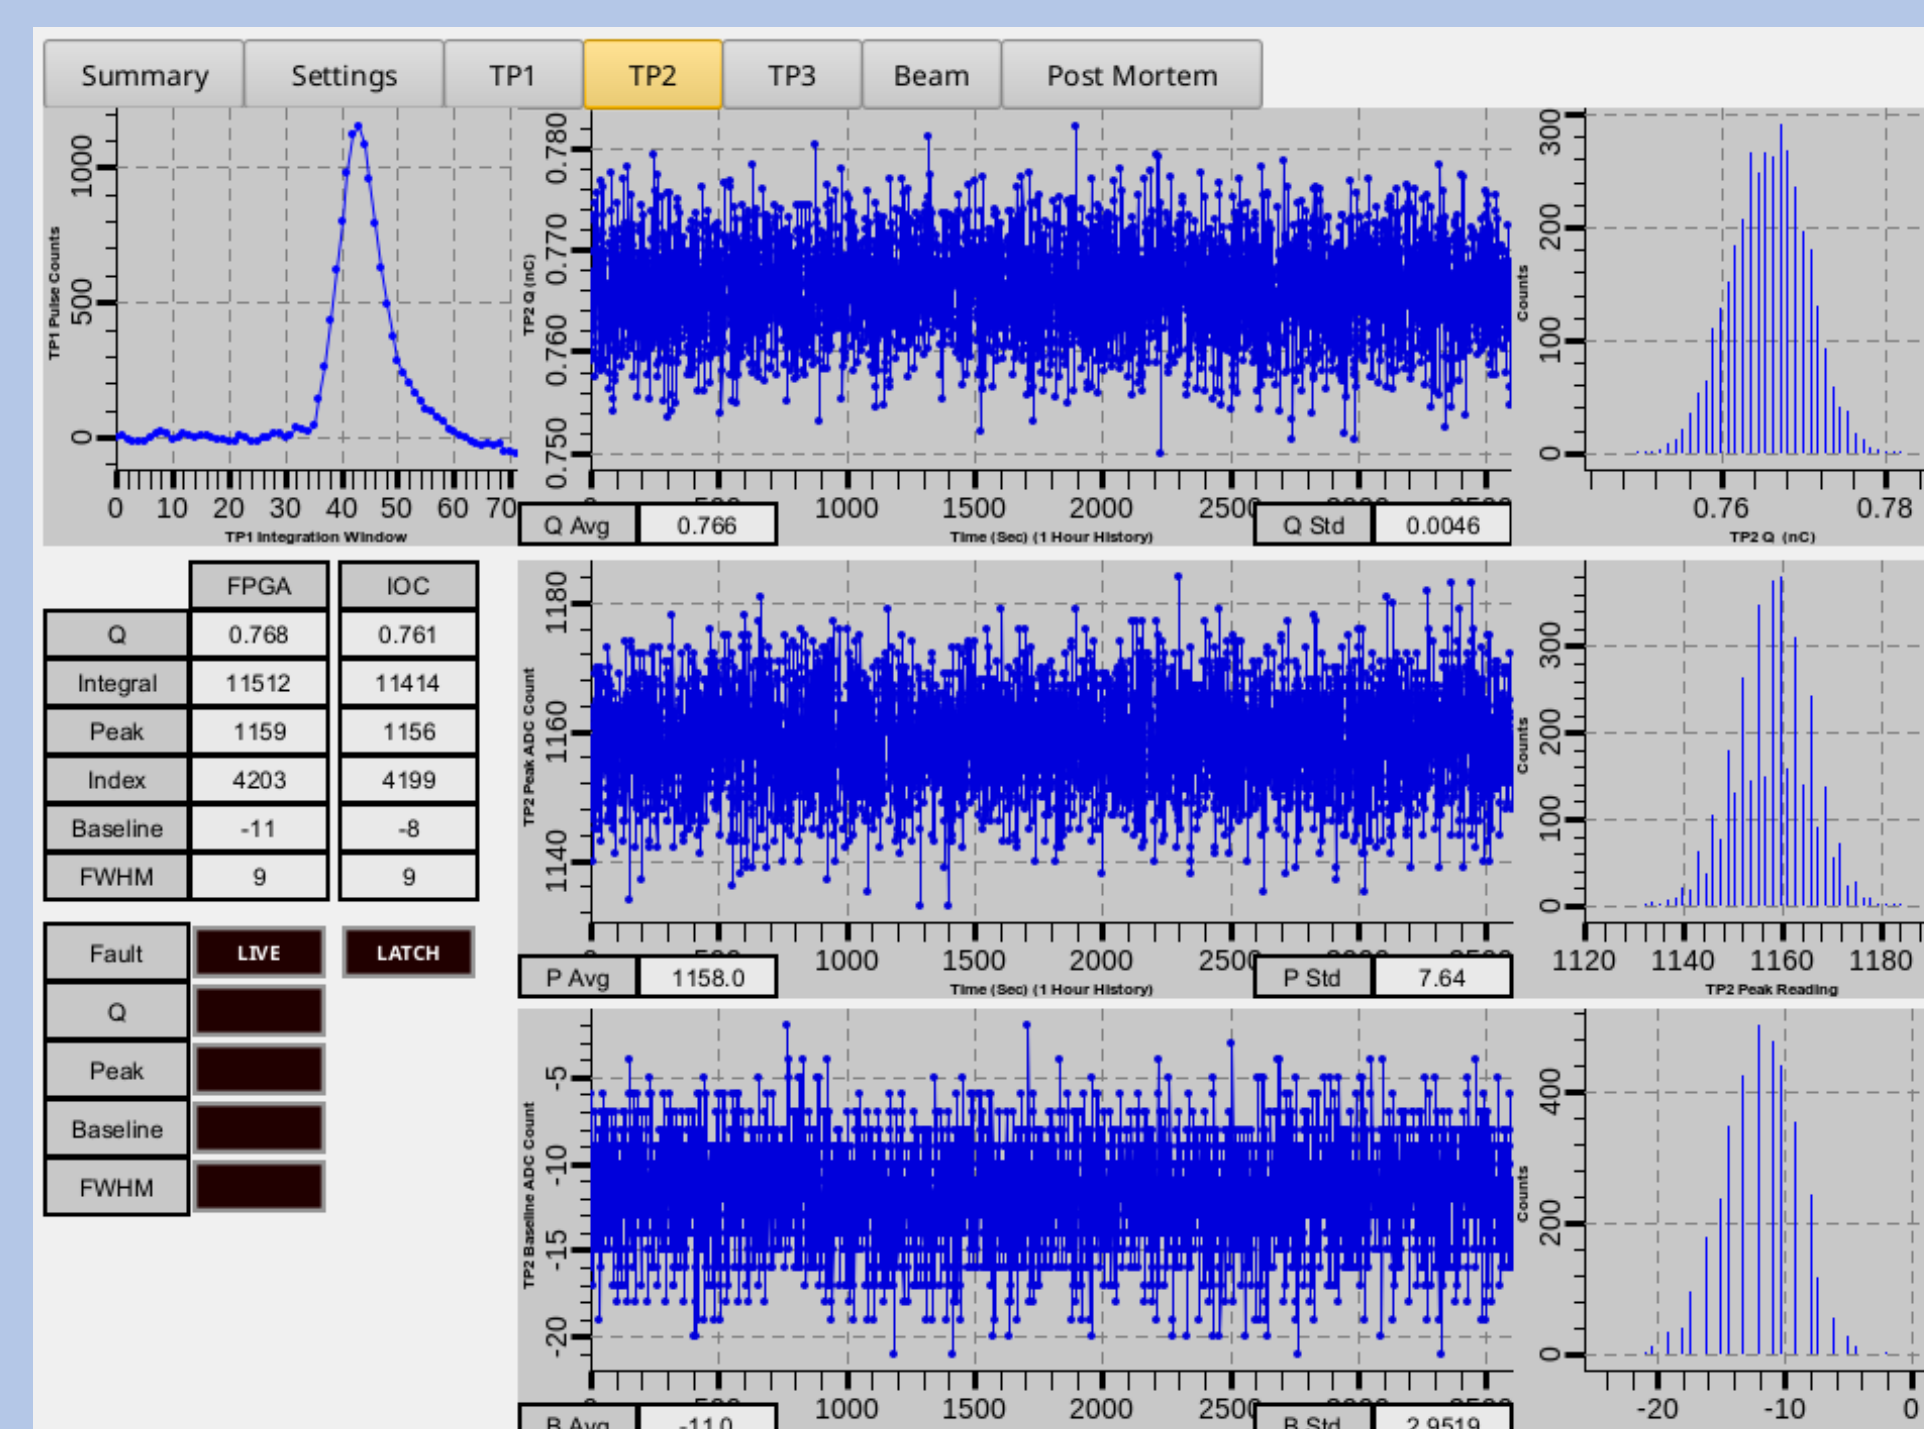 Summary Settings TP1 TP2 TP3 Beam Post Mortem
TP1 Pulse Counts
1000
500
0
0 10 20 30 40 50 60 70
TP1 Integration Window
TP2 Q (nC)
0.780
0.770
0.760
0.750
1000 1500 2000
Q Avg 0.766
Time (Sec) (1 Hour History)
Q Std 0.0046
Counts
300
200
100
0
0.76 0.78
TP2 Q (nC)
FPGA IOC
Q 0.768 0.761
Integral 11512 11414
Peak 1159 1156
Index 4203 4199
Baseline -11 -8
FWHM 9 9
Fault LIVE LATCH
Q
Peak
Baseline
FWHM
TP2 Peak ADC Count
1180
1160
1140
1000 1500 2000
P Avg 1158.0
Time (Sec) (1 Hour History)
P Std 7.64
Counts
300
200
100
0
1120 1140 1160 1180
TP2 Peak Reading
TP2 Baseline ADC Count
-5
-10
-15
-20
1000 1500 2000
B Avg -11.0
B Std 2.9519
Counts
400
200
0
-20 -10 0